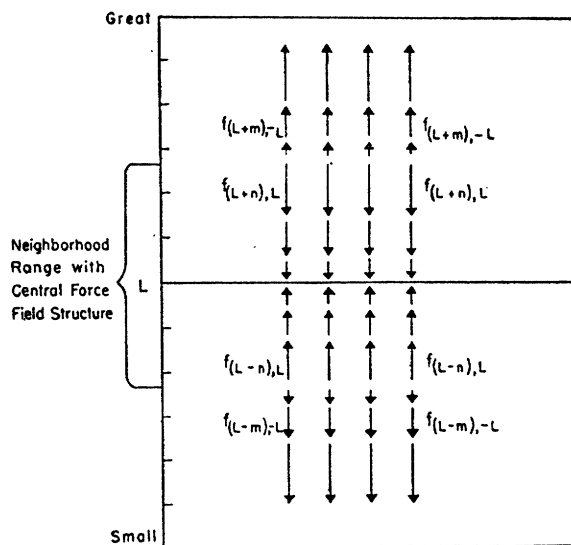 Great
f(L+m),-L
f(L+m),-L
f(L+n),L
f(L+n),L
Neighborhood
Range with
Central Force
Field Structure
L
f(L-n),L
f(L-n),L
f(L-m),-L
f(L-m),-L
Small